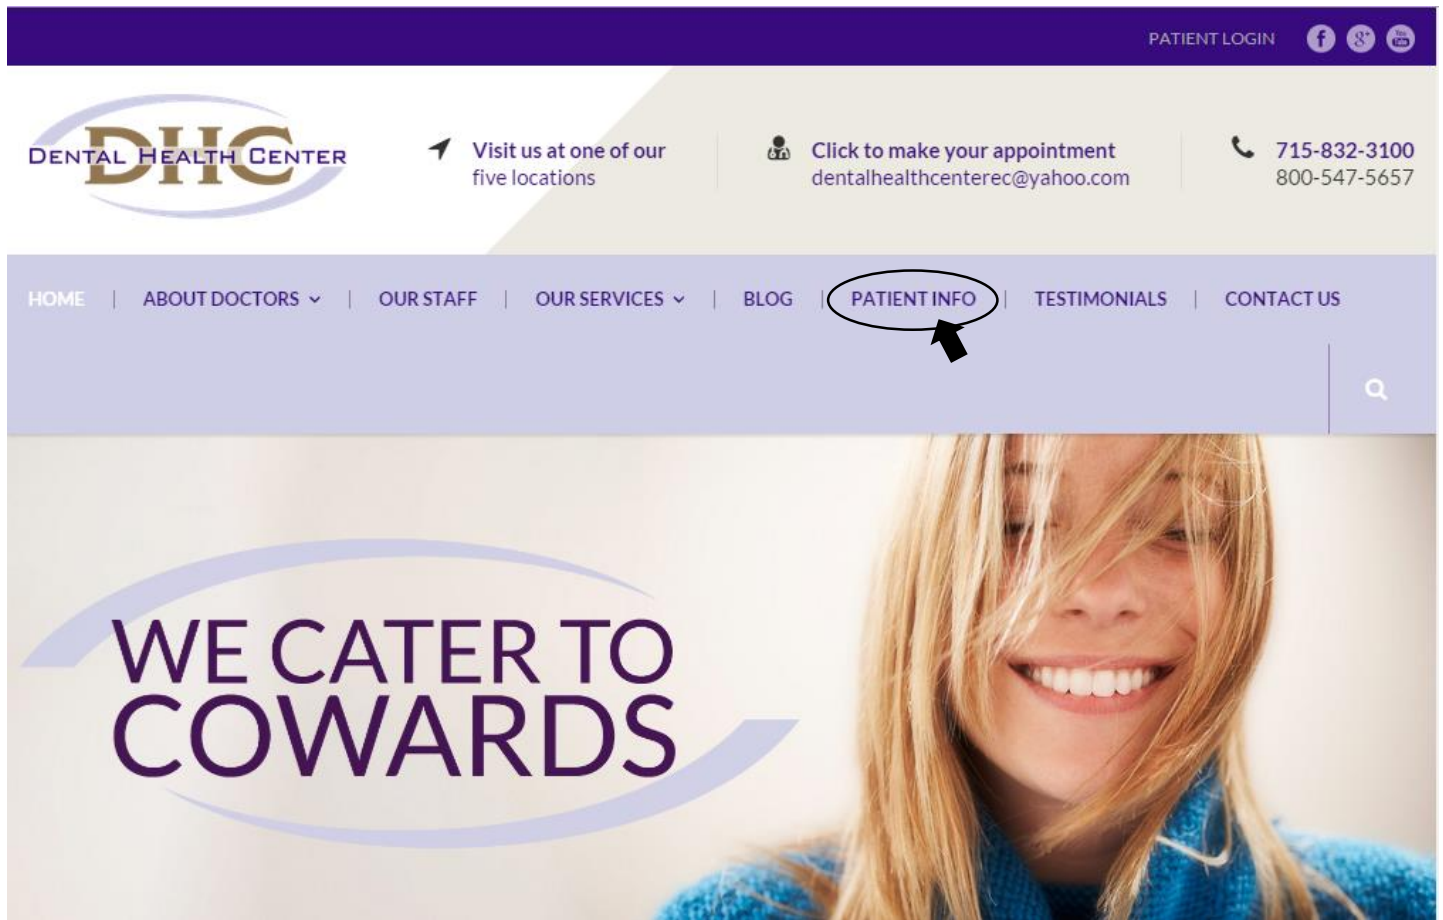 PATIENT LOGIN
DHC
DENTAL HEALTH CENTER
Visit us at one of our
five locations
Click to make your appointment
dentalhealthcenterec@yahoo.com
715-832-3100
800-547-5657
HOME | ABOUT DOCTORS | OUR STAFF | OUR SERVICES | BLOG | PATIENT INFO | TESTIMONIALS | CONTACT US
WE CATER TO
COWARDS